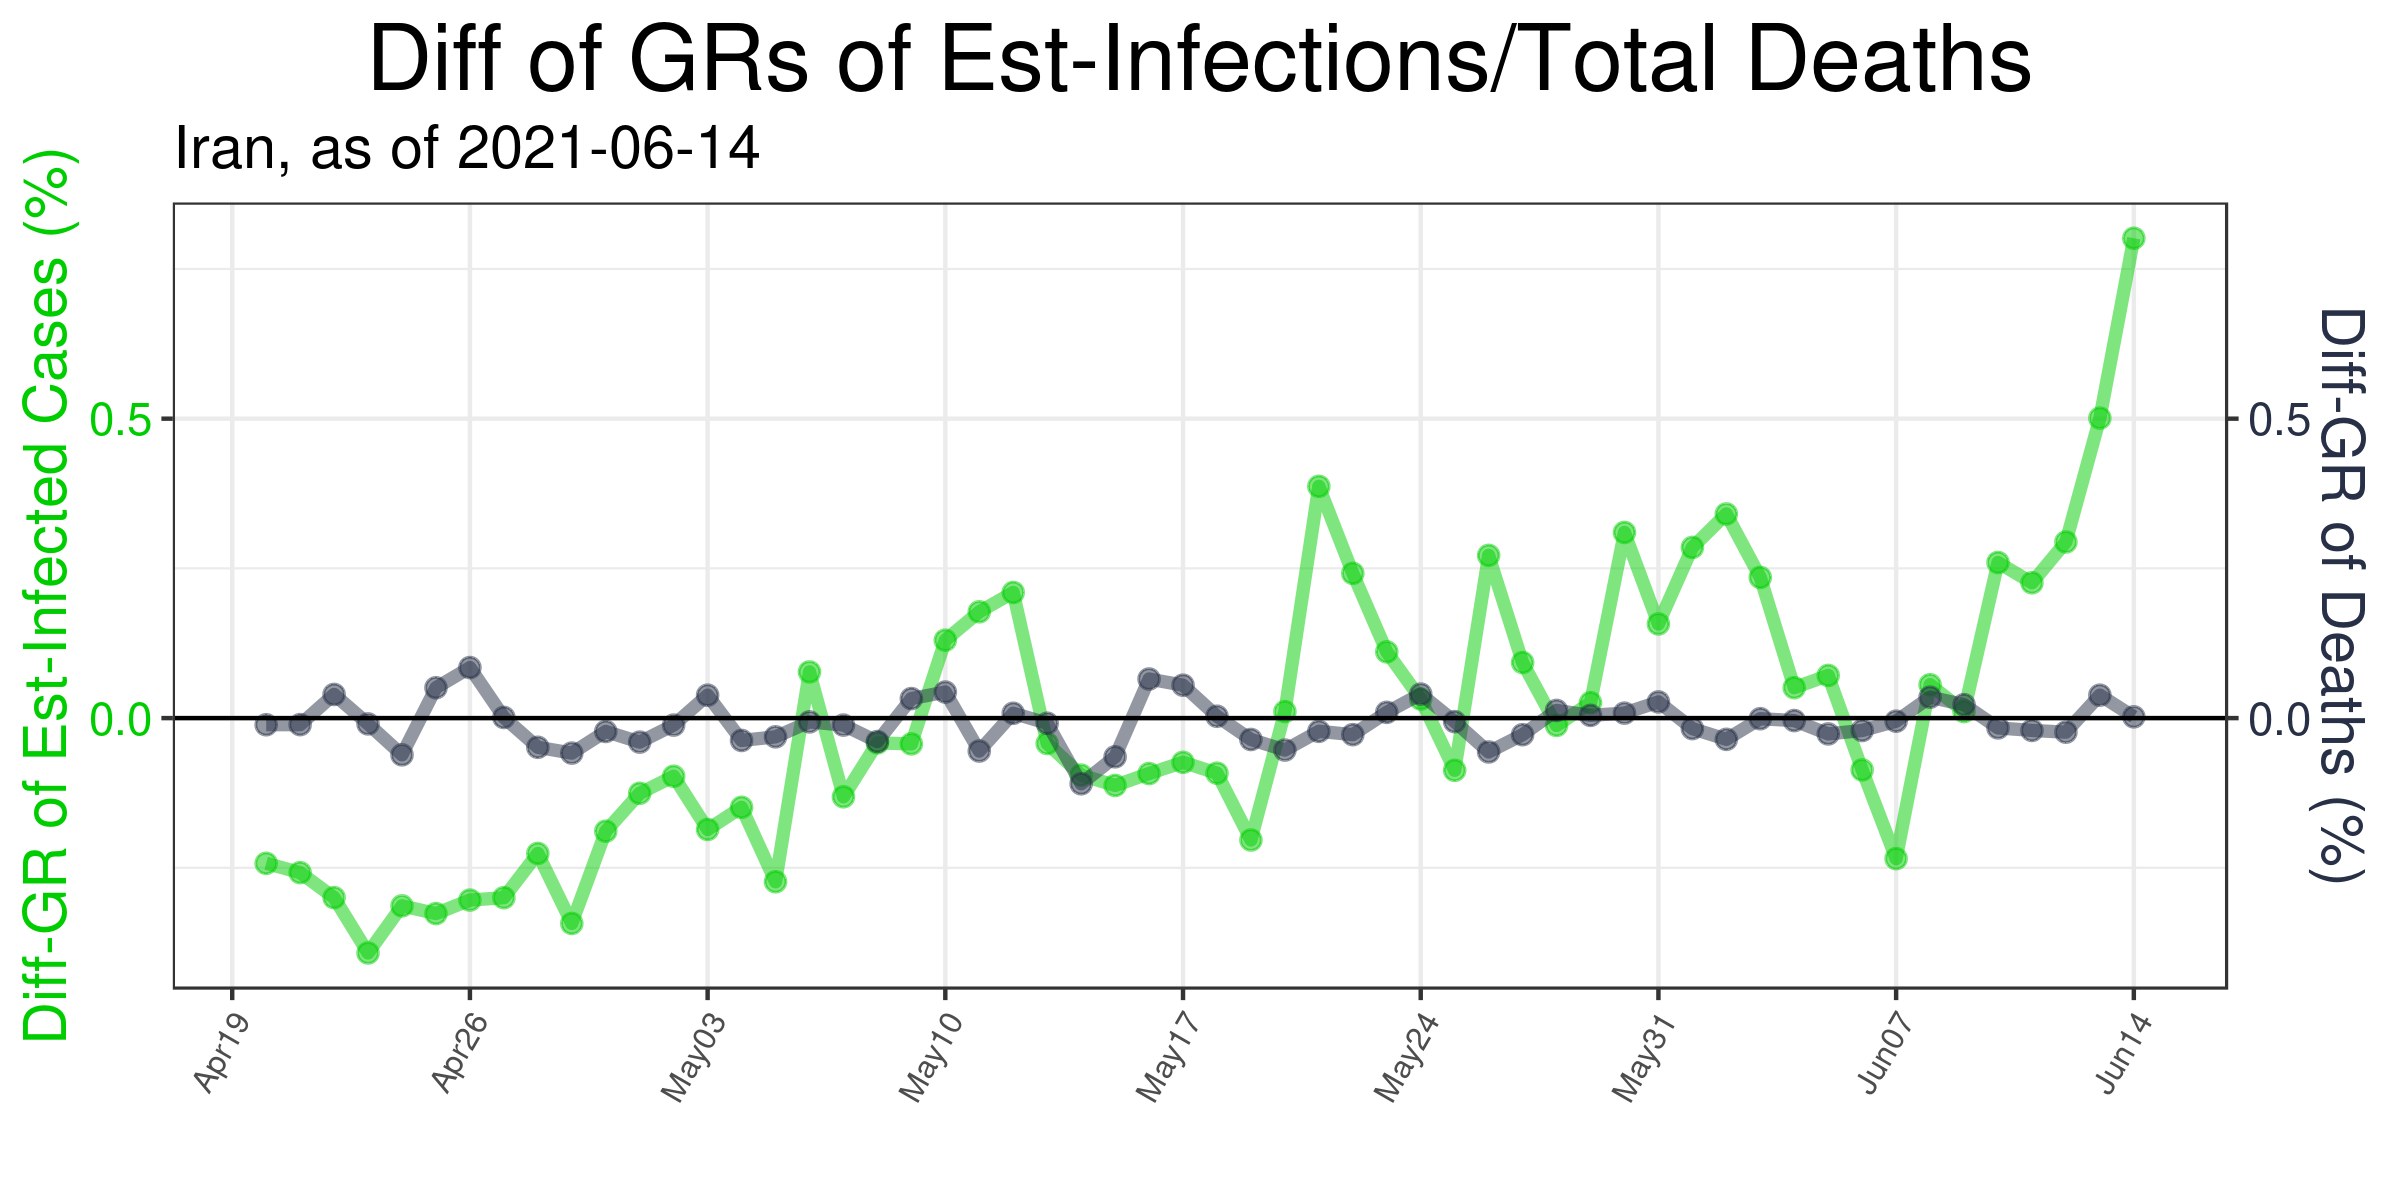 Diff of GRs of Est-Infections/Total Deaths
Iran, as of 2021-06-14
Diff-GR of Est-Infected Cases (%)
0.5
0.0
0.5
0.0
Diff-GR of Deaths (%)
Apr19
Apr26
May03
May10
May17
May24
May31
Jun07
Jun14